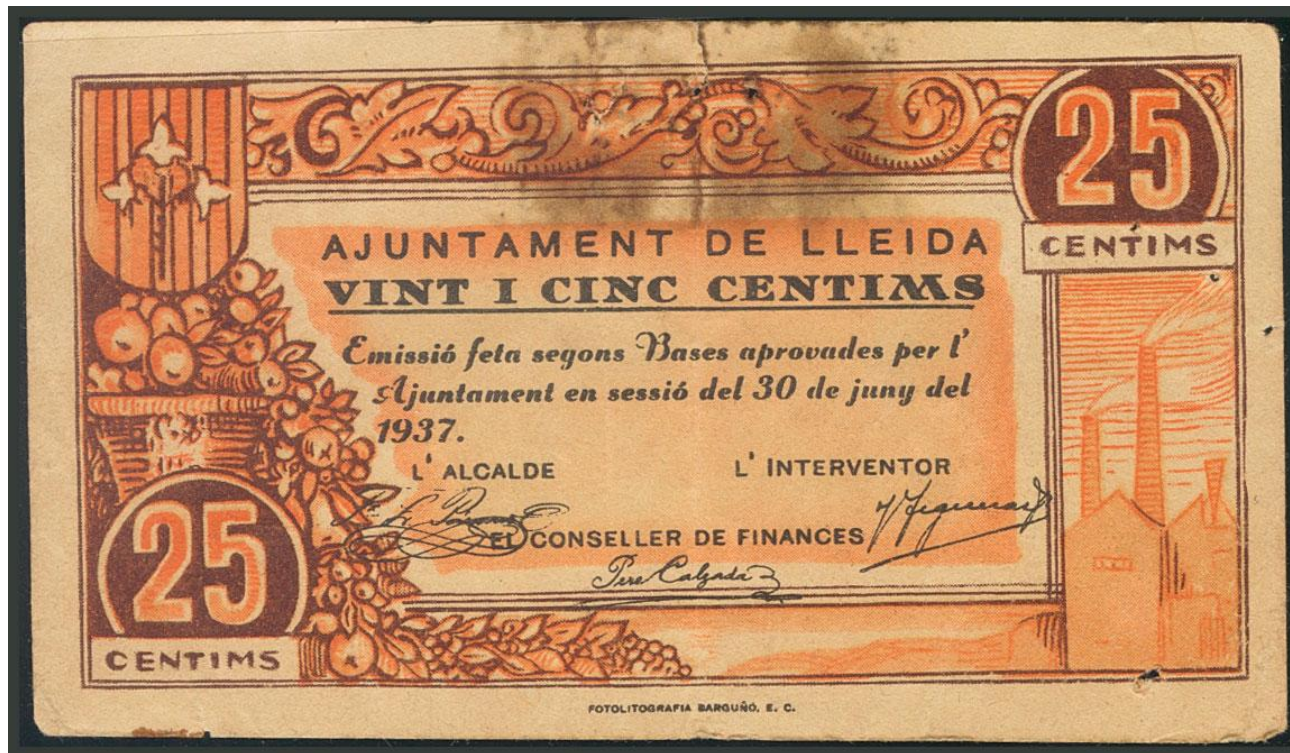 25
CENTIMS
AJUNTAMENT DE LLEIDA
VINT I CINC CENTIMS
Emissió feta segons Bases aprovades per l'
Ajuntament en sessió del 30 de juny del
1937.
L' ALCALDE
L' INTERVENTOR
EL CONSELLER DE FINANCES
Pere Calzada
25
CENTIMS
FOTOLITOGRAFIA BARGUÑÓ, E. C.